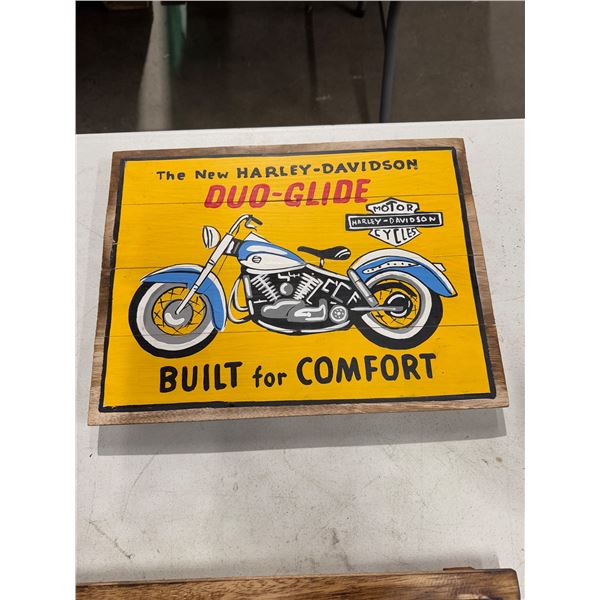 The New HARLEY-DAVIDSON
DUO-GLIDE
MOTOR
HARLEY-DAVIDSON
CYCLES
BUILT for COMFORT